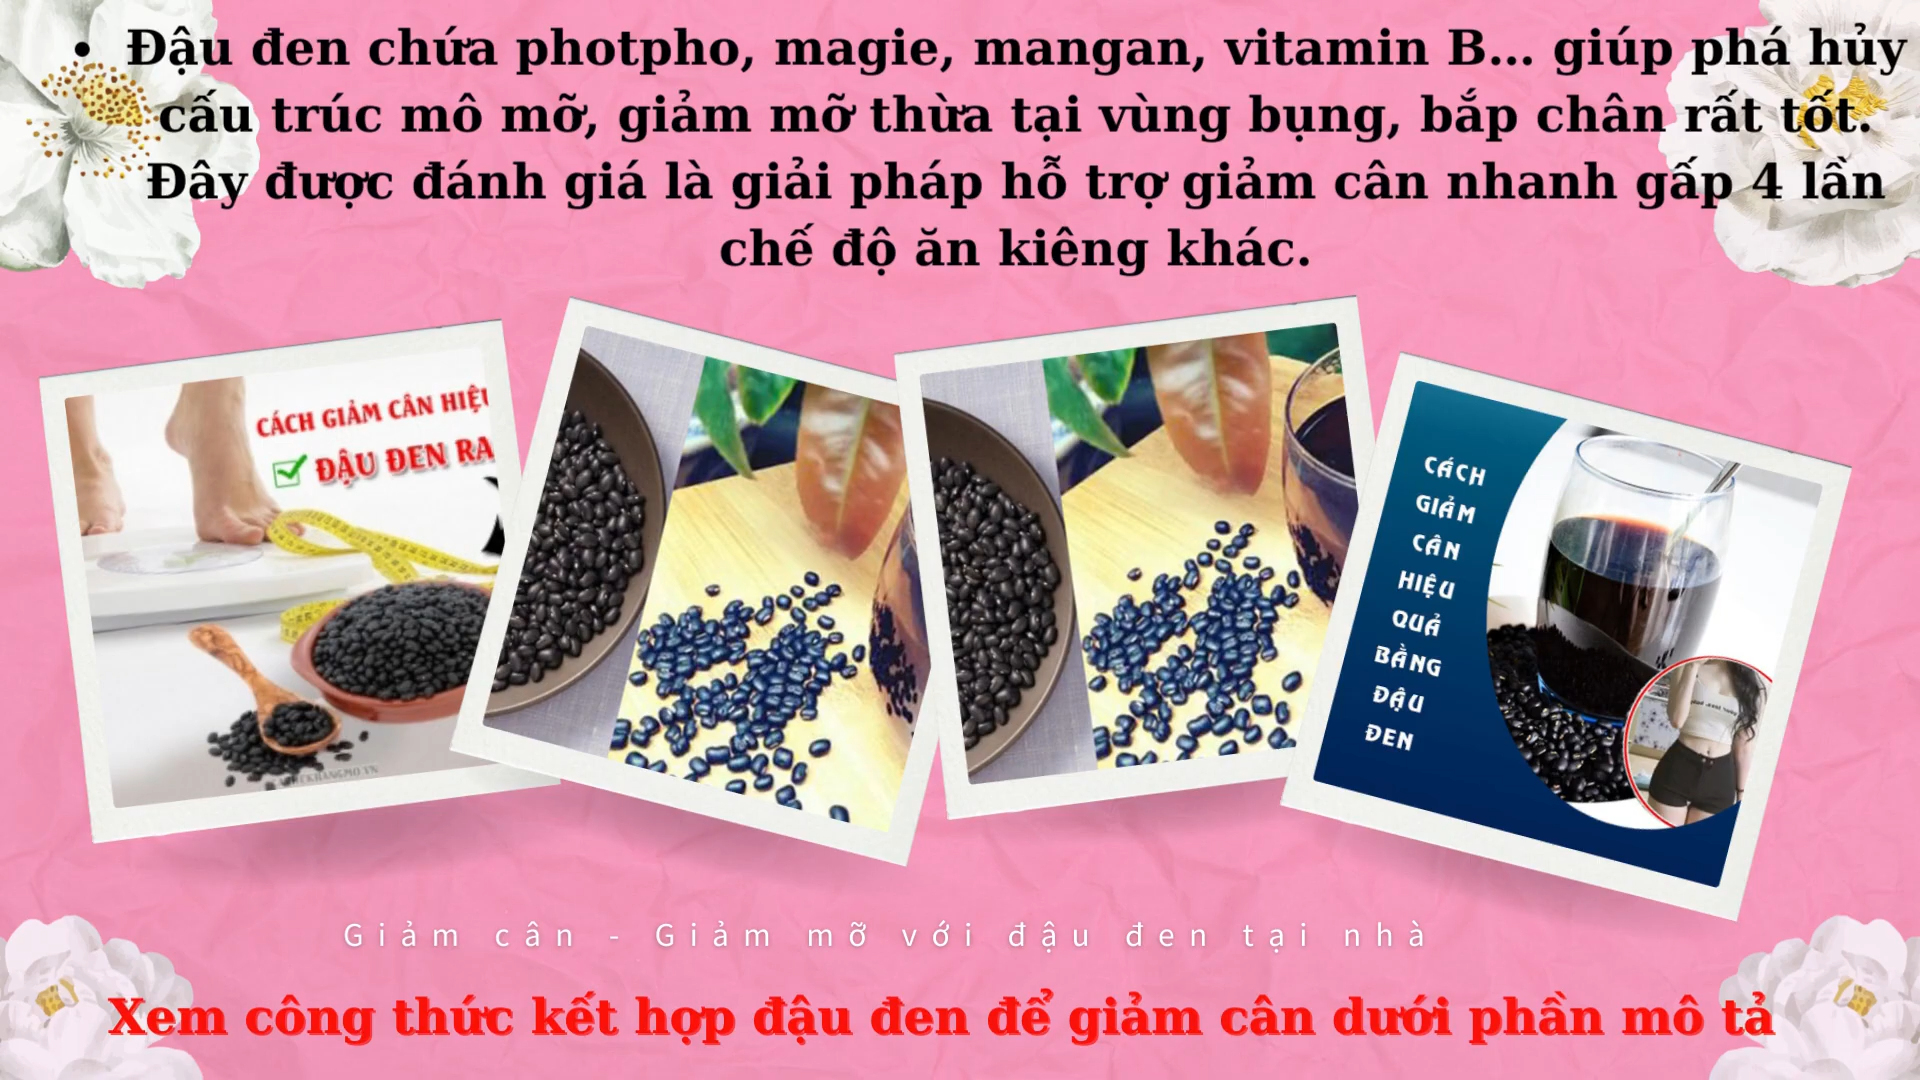 • Đậu đen chứa photpho, magie, mangan, vitamin B... giúp phá hủy
cấu trúc mô mỡ, giảm mỡ thừa tại vùng bụng, bắp chân rất tốt.
Đây được đánh giá là giải pháp hỗ trợ giảm cân nhanh gấp 4 lần
chế độ ăn kiêng khác.
CÁCH GIẢM CÂN HIỆU
ĐẬU ĐEN RA
CÁCH
GIẢM
CÂN
HIỆU
QUẢ
BẰNG
ĐẬU
ĐEN
Giảm cân - Giảm mỡ với đậu đen tại nhà
Xem công thức kết hợp đậu đen để giảm cân dưới phần mô tả